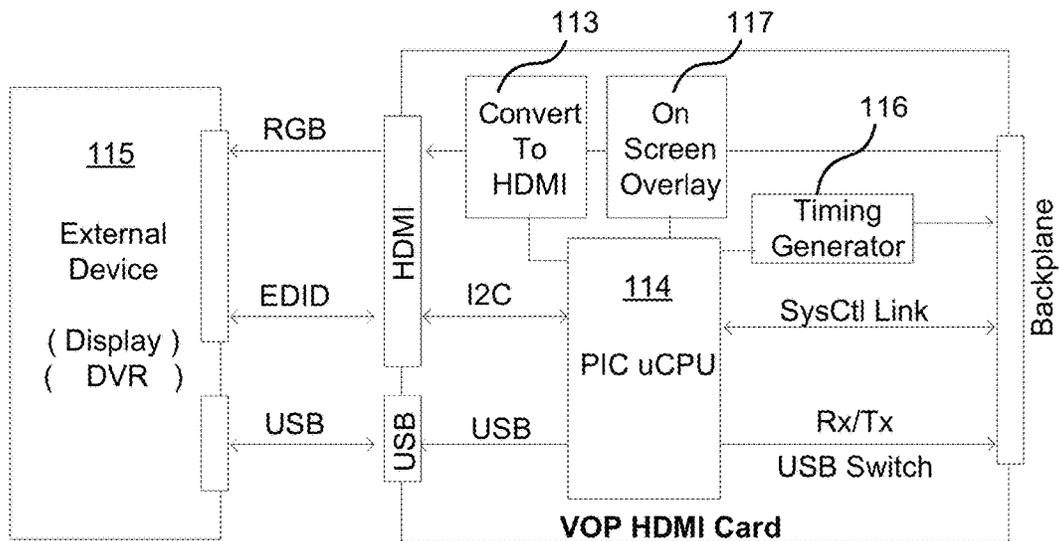 113
117
116
Convert
To
HDMI
On
Screen
Overlay
Timing
Generator
RGB
115
External
Device
( Display )
( DVR )
HDMI
EDID
I2C
114
PIC uCPU
SysCtl Link
Backplane
USB
USB
USB
Rx/Tx
USB Switch
VOP HDMI Card